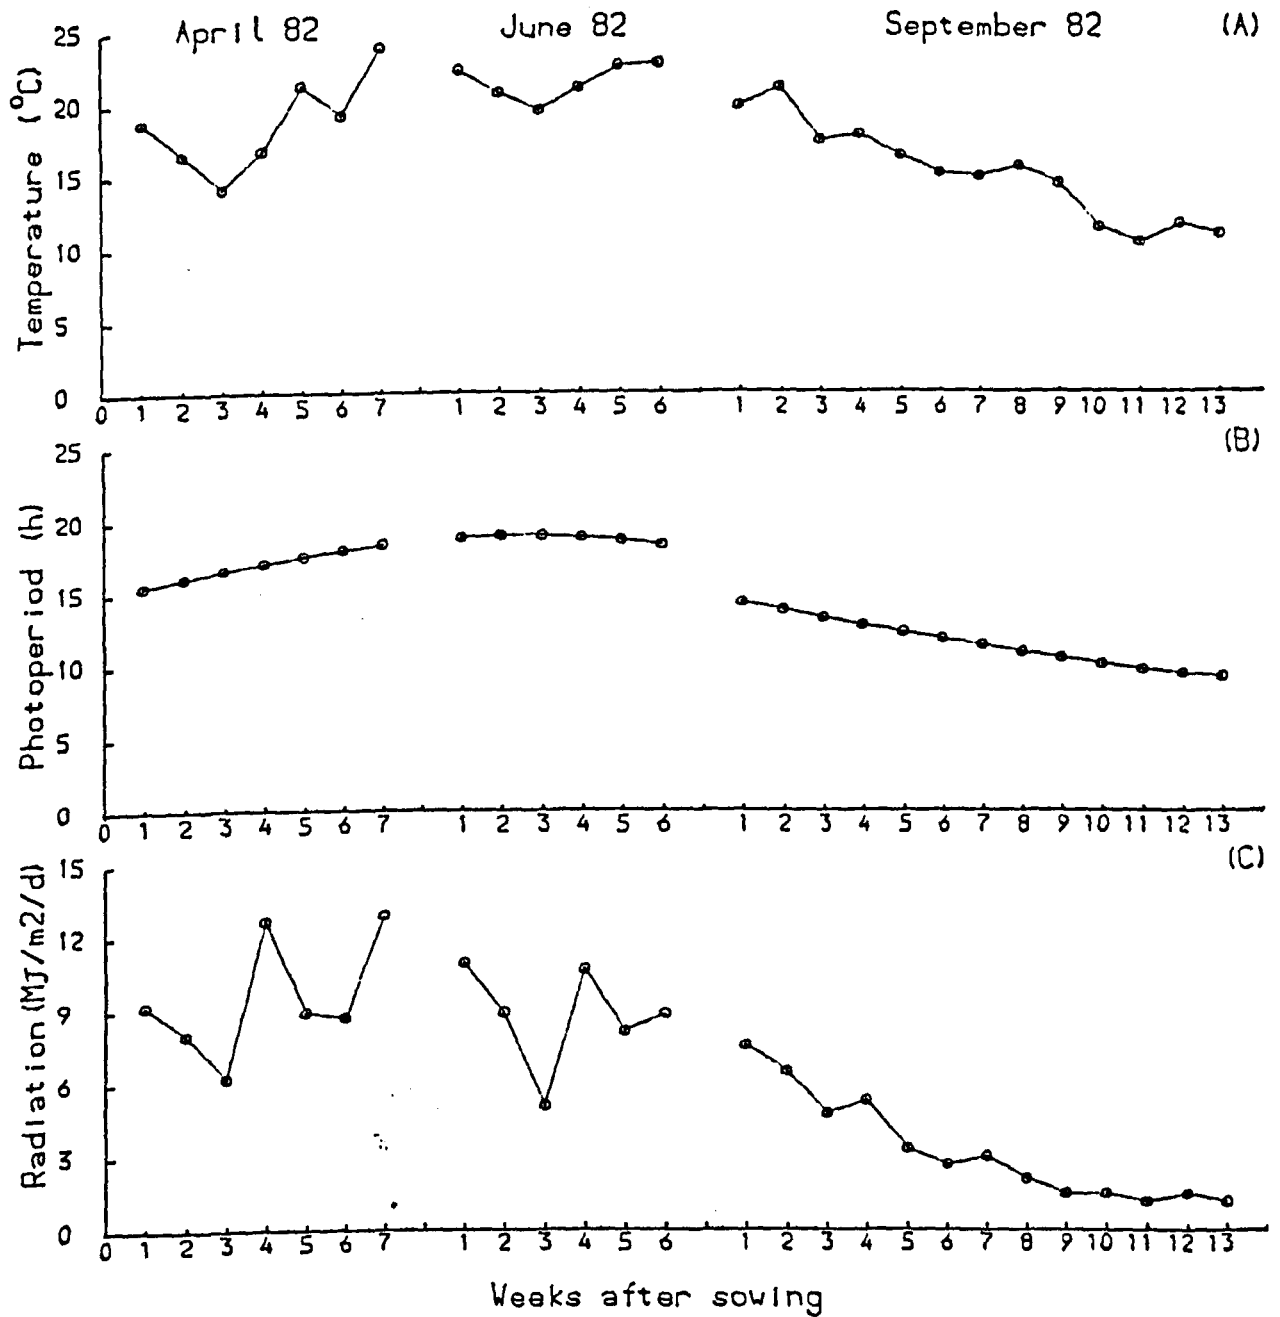 April 82 June 82 September 82 (A)
Temperature (°C)
25
20
15
10
5
0
0 1 2 3 4 5 6 7 1 2 3 4 5 6 1 2 3 4 5 6 7 8 9 10 11 12 13
(B)
Photoperiod (h)
25
20
15
10
5
0
0 1 2 3 4 5 6 7 1 2 3 4 5 6 1 2 3 4 5 6 7 8 9 10 11 12 13
(C)
Radiation(MJ/m2/d)
15
12
9
6
3
0
0 1 2 3 4 5 6 7 1 2 3 4 5 6 1 2 3 4 5 6 7 8 9 10 11 12 13
Weeks after sowing